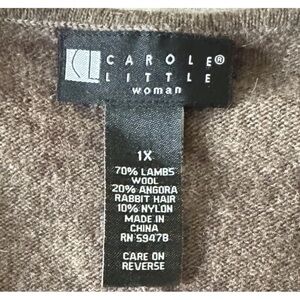 CAROLE®
LITTLE
woman
1X
70% LAMBS
WOOL
20% ANGORA
RABBIT HAIR
10% NYLON
MADE IN
CHINA
RN 59478
CARE ON
REVERSE